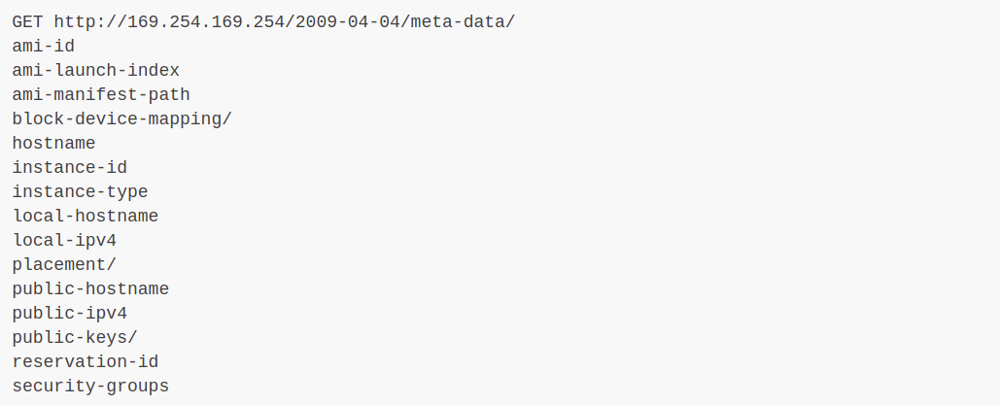 GET http://169.254.169.254/2009-04-04/meta-data/
ami-id
ami-launch-index
ami-manifest-path
block-device-mapping/
hostname
instance-id
instance-type
local-hostname
local-ipv4
placement/
public-hostname
public-ipv4
public-keys/
reservation-id
security-groups